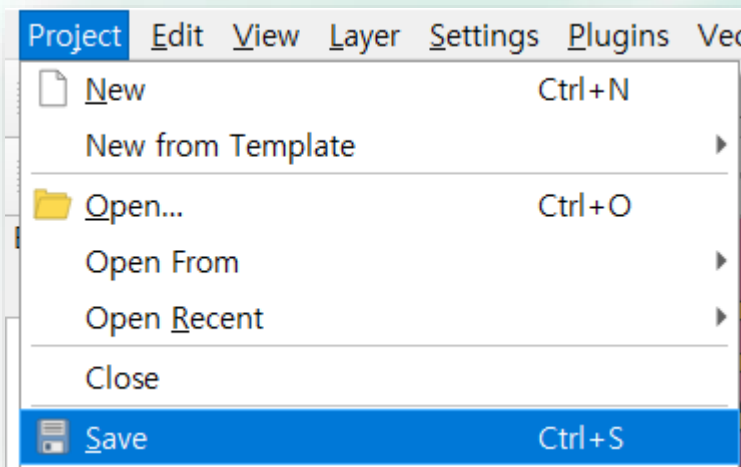 Project Edit View Layer Settings Plugins
New Ctrl+N
New from Template
Open... Ctrl+O
Open From
Open Recent
Close
Save Ctrl+S